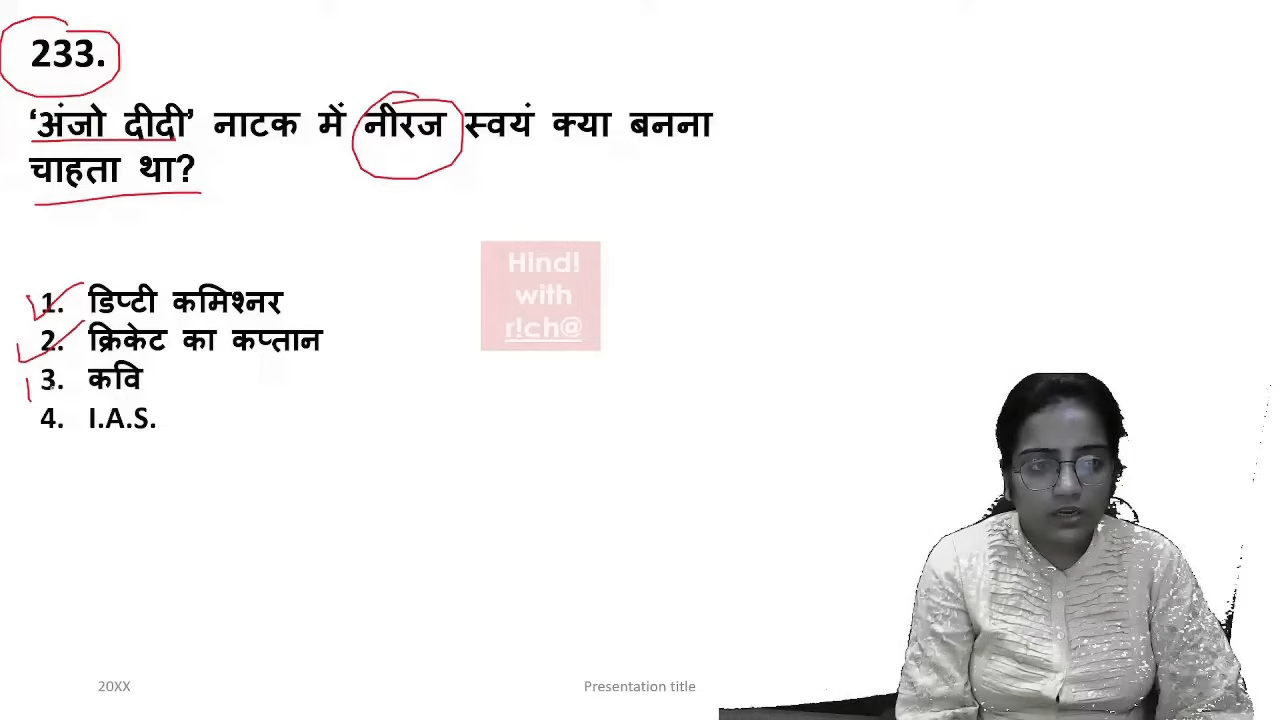 233.
‘अंजो दीदी’ नाटक में नीरज स्वयं क्या बनना
चाहता था?
Hind!
with
r!ch@
1. डिप्टी कमिश्नर
2. क्रिकेट का कप्तान
3. कवि
4. I.A.S.
20XX
Presentation title